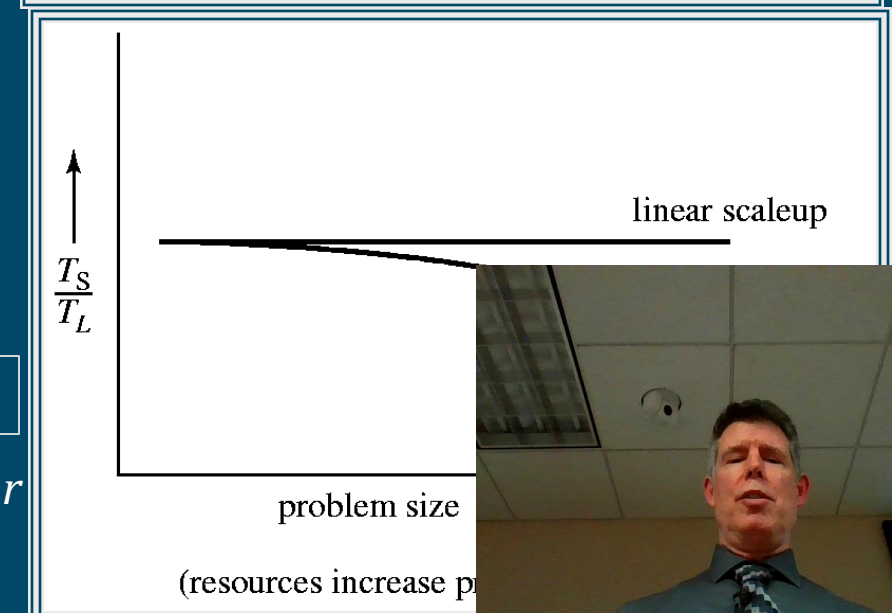 linear scaleup
T_S
T_L
problem size
r
(resources increase